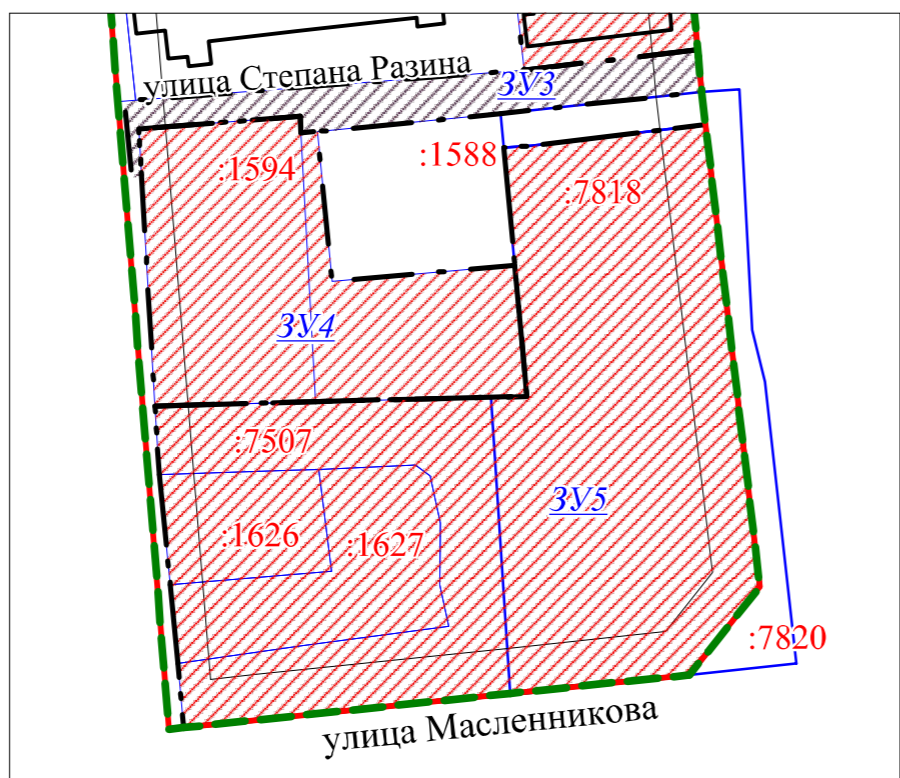 улица Степана Разина
ЗУ3
:1594
:1588
:7818
ЗУ4
:7507
ЗУ5
:1626
:1627
:7820
улица Масленникова